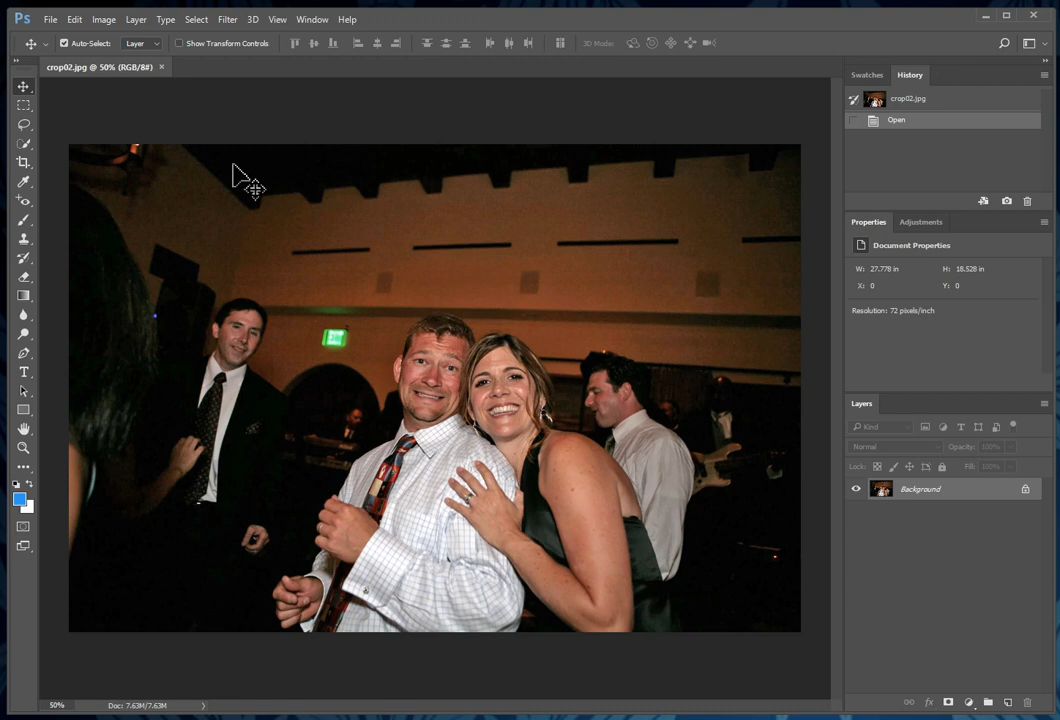 Ps File Edit Image Layer Type Select Filter 3D View Window Help
Auto-Select: Layer Show Transform Controls 3D Mode:
crop02.jpg @ 50% (RGB/8#) ×
Swatches History
crop02.jpg
Open
Properties Adjustments
Document Properties
W: 27.778 in H: 18.528 in
X: 0 Y: 0
Resolution: 72 pixels/inch
Layers
Kind
Normal Opacity: 100%
Lock: Fill: 100%
Background
50% Doc: 7.63M/7.63M